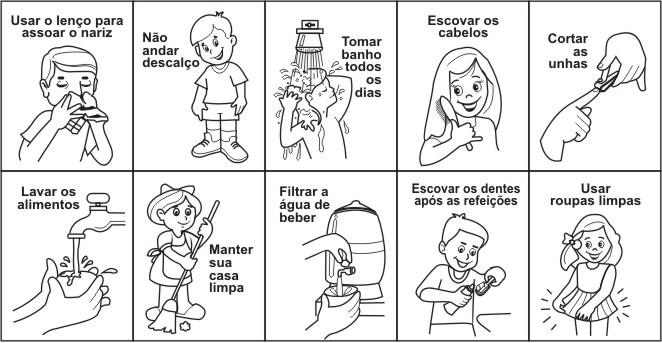 Usar o lenço para
assoar o nariz
Não
andar
descalço
Tomar
banho
todos
os
dias
Escovar os
cabelos
Cortar
as
unhas
Lavar os
alimentos
Manter
sua
casa
limpa
Filtrar a
água de
beber
Escovar os dentes
após as refeições
Usar
roupas limpas